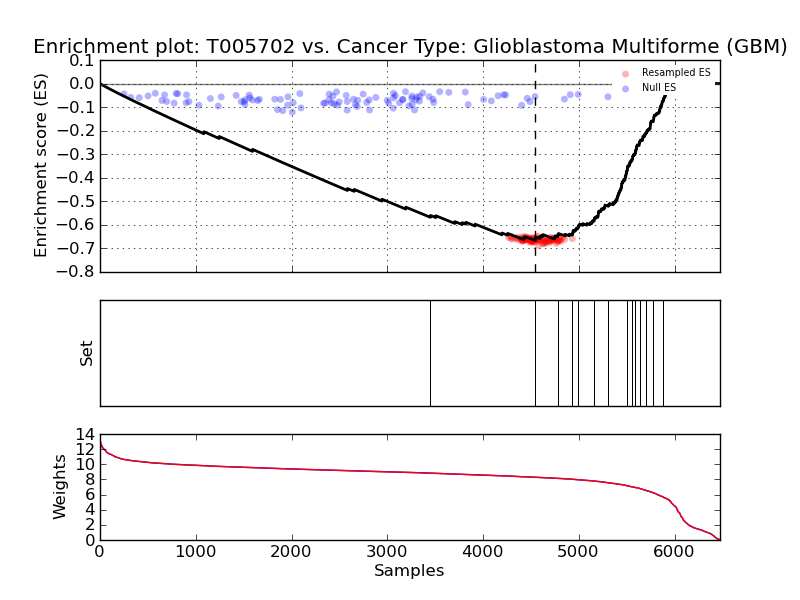 Enrichment plot: T005702 vs. Cancer Type: Glioblastoma Multiforme (GBM)
0.1
0.0
−0.1
−0.2
−0.3
−0.4
−0.5
−0.6
−0.7
−0.8
Enrichment score (ES)
Resampled ES
Null ES
Set
14
12
10
8
6
4
2
0
Weights
0 1000 2000 3000 4000 5000 6000
Samples